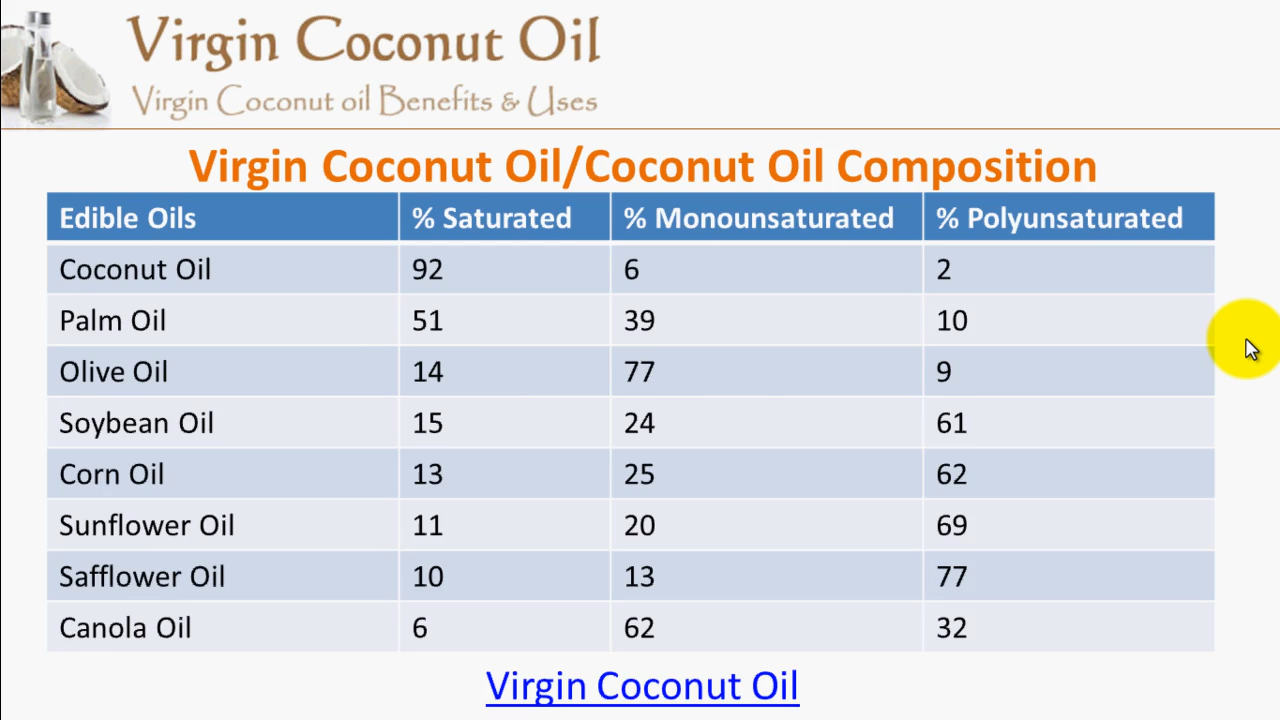 Virgin Coconut Oil
Virgin Coconut oil Benefits & Uses
Virgin Coconut Oil/Coconut Oil Composition
Edible Oils % Saturated % Monounsaturated % Polyunsaturated
Coconut Oil 92 6 2
Palm Oil 51 39 10
Olive Oil 14 77 9
Soybean Oil 15 24 61
Corn Oil 13 25 62
Sunflower Oil 11 20 69
Safflower Oil 10 13 77
Canola Oil 6 62 32
Virgin Coconut Oil